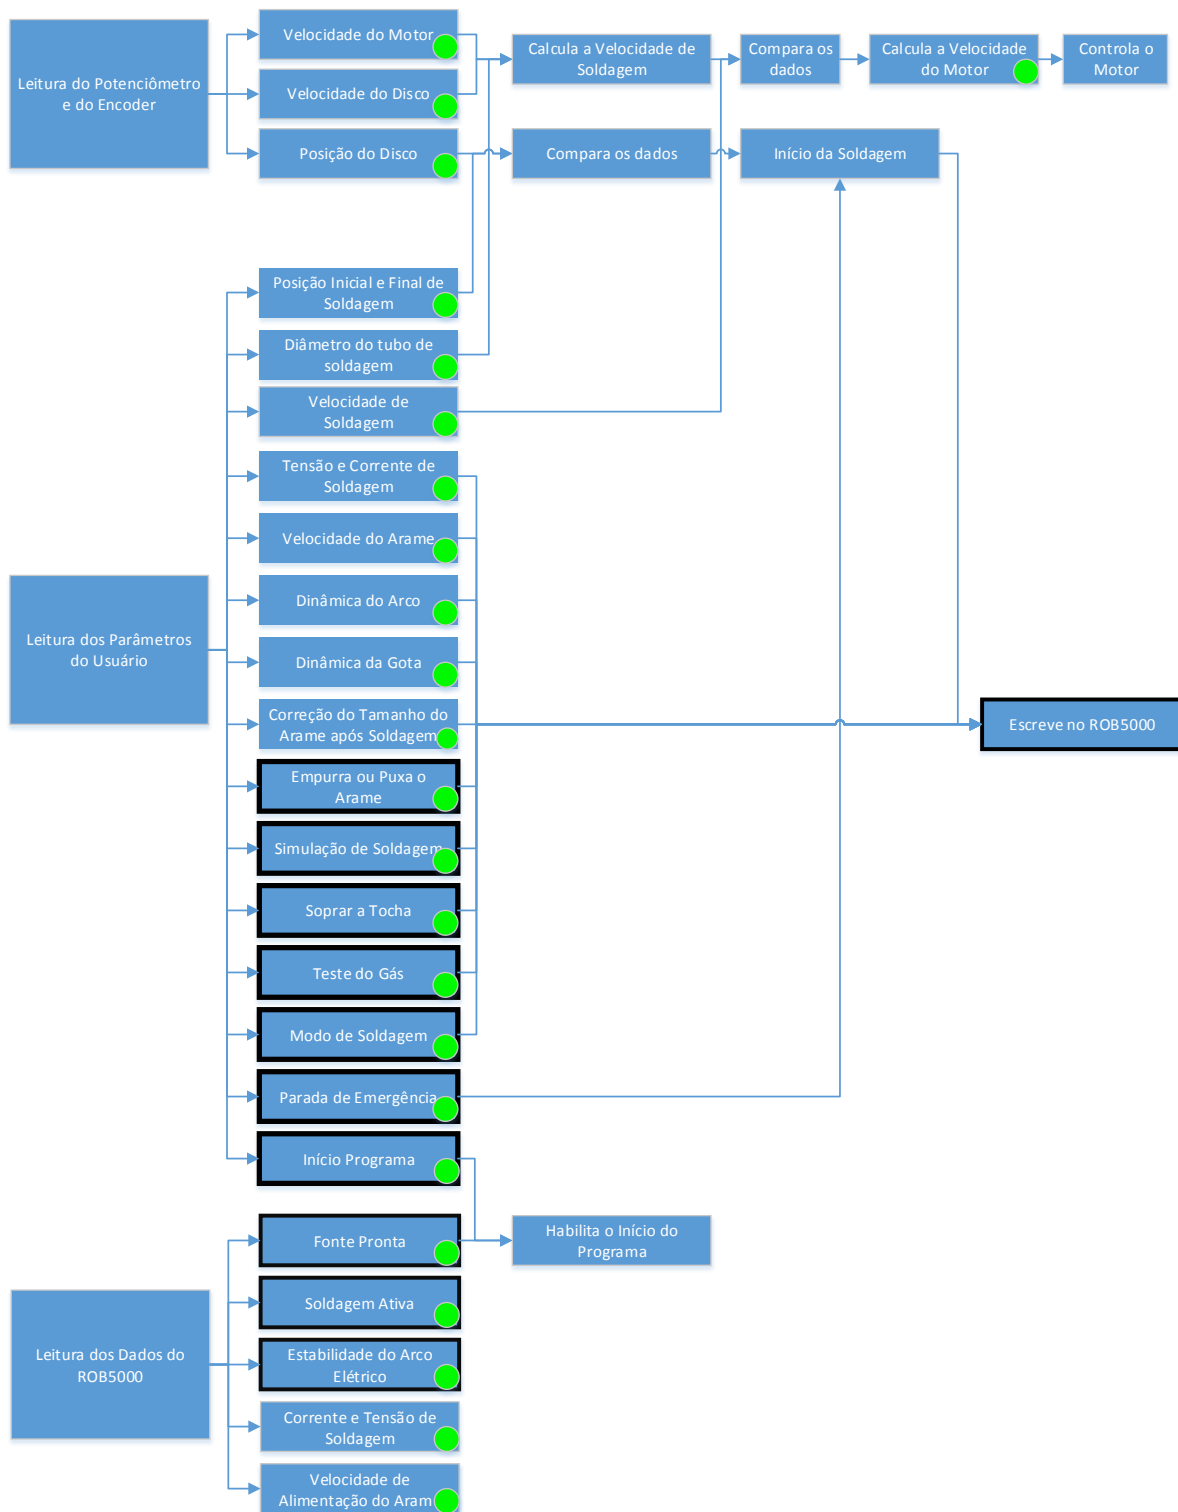 Velocidade do Motor
Leitura do Potenciômetro
e do Encoder
Velocidade do Disco
Posição do Disco
Calcula a Velocidade de
Soldagem
Compara os
dados
Calcula a Velocidade
do Motor
Controla o
Motor
Compara os dados
Início da Soldagem
Posição Inicial e Final de
Soldagem
Diâmetro do tubo de
soldagem
Velocidade de
Soldagem
Tensão e Corrente de
Soldagem
Velocidade do Arame
Dinâmica do Arco
Leitura dos Parâmetros
do Usuário
Dinâmica da Gota
Correção do Tamanho do
Arame após Soldagem
Escreve no ROB5000
Empurra ou Puxa o
Arame
Simulação de Soldagem
Soprar a Tocha
Teste do Gás
Modo de Soldagem
Parada de Emergência
Início Programa
Fonte Pronta
Habilita o Início do
Programa
Soldagem Ativa
Leitura dos Dados do
ROB5000
Estabilidade do Arco
Elétrico
Corrente e Tensão de
Soldagem
Velocidade de
Alimentação do Aram